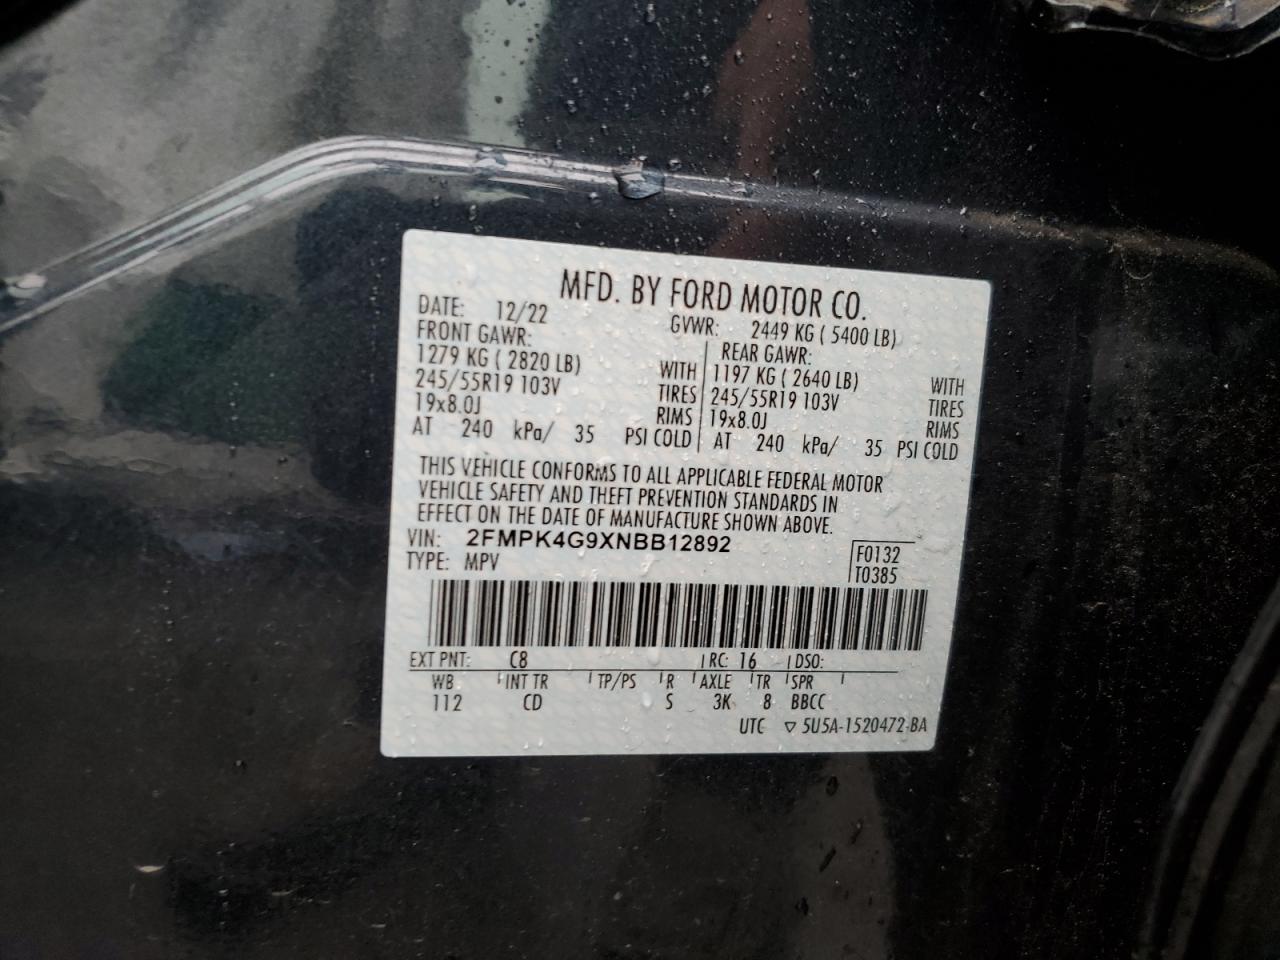 MFD. BY FORD MOTOR CO.
DATE: 12/22 GVWR: 2449 KG ( 5400 LB)
FRONT GAWR: REAR GAWR:
1279 KG ( 2820 LB) WITH 1197 KG ( 2640 LB) WITH
245/55R19 103V TIRES 245/55R19 103V TIRES
19x8.0J RIMS 19x8.0J RIMS
AT 240 kPa/ 35 PSI COLD AT 240 kPa/ 35 PSI COLD
THIS VEHICLE CONFORMS TO ALL APPLICABLE FEDERAL MOTOR
VEHICLE SAFETY AND THEFT PREVENTION STANDARDS IN
EFFECT ON THE DATE OF MANUFACTURE SHOWN ABOVE.
VIN: 2FMPK4G9XNBB12892 F0132
TYPE: MPV T0385
EXT PNT: C8 RC: 16 DSO:
WB INT TR TP/PS R AXLE TR SPR
112 CD S 3K 8 BBCC
UTC ▽ 5U5A-1520472-BA